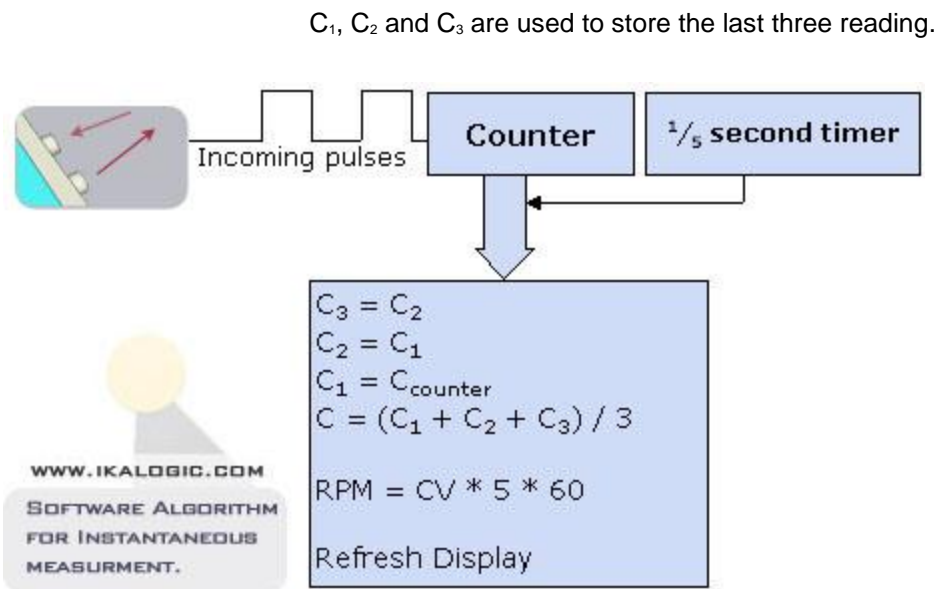 C₁, C₂ and C₃ are used to store the last three reading.
Incoming pulses
Counter
¹/₅ second timer
C₃ = C₂
C₂ = C₁
C₁ = Ccounter
C = (C₁ + C₂ + C₃) / 3
RPM = CV * 5 * 60
Refresh Display
WWW.IKALOGIC.COM
SOFTWARE ALGORITHM
FOR INSTANTANEOUS
MEASURMENT.